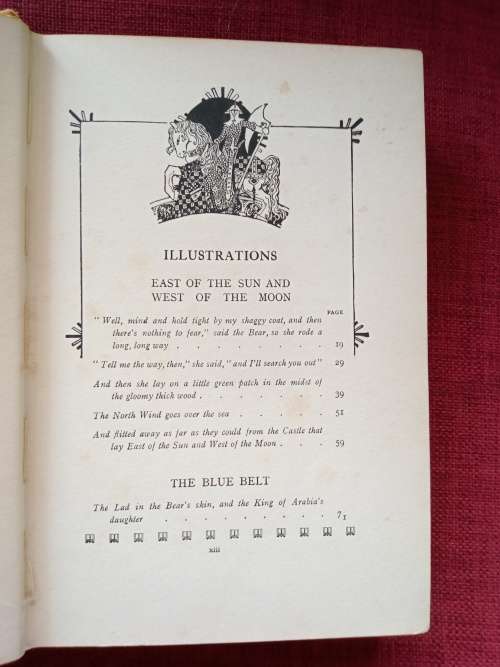 ILLUSTRATIONS
EAST OF THE SUN AND
WEST OF THE MOON
PAGE
"Well, mind and hold tight by my shaggy coat, and then
there's nothing to fear," said the Bear, so she rode a
long, long way . . . . . . . . 19
"Tell me the way, then," she said, "and I'll search you out" 29
And then she lay on a little green patch in the midst of
the gloomy thick wood . . . . . . . 39
The North Wind goes over the sea . . . . . 51
And flitted away as far as they could from the Castle that
lay East of the Sun and West of the Moon . . . 59
THE BLUE BELT
The Lad in the Bear's skin, and the King of Arabia's
daughter . . . . . . . . . 71
xiii